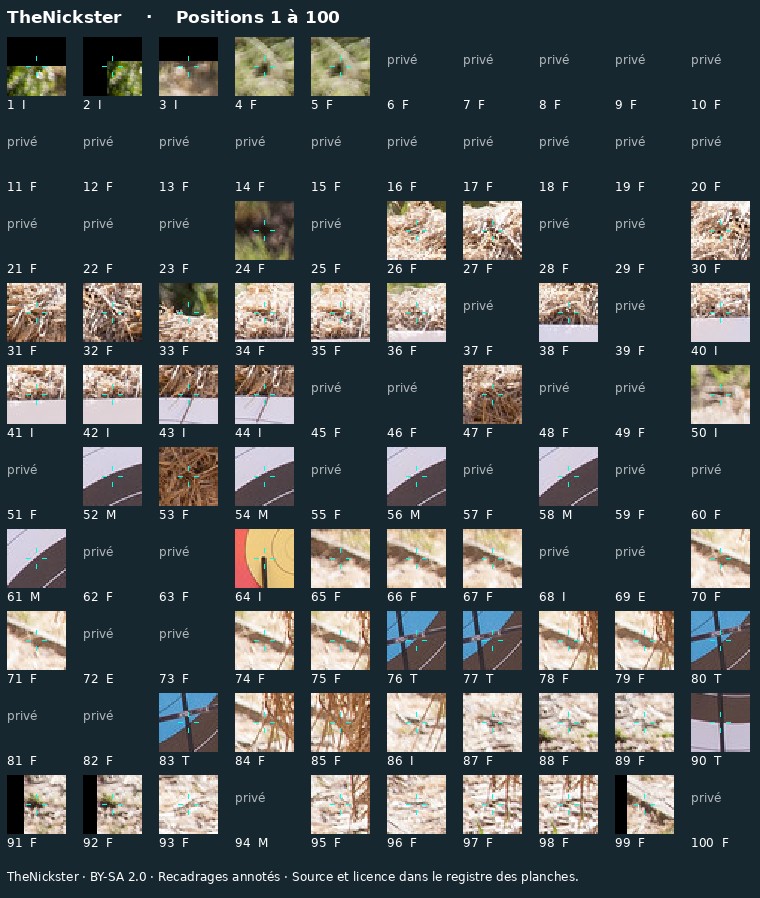 TheNickster · Positions 1 à 100
privé privé privé privé privé
1 I 2 I 3 I 4 F 5 F 6 F 7 F 8 F 9 F 10 F
privé privé privé privé privé privé privé privé privé privé
11 F 12 F 13 F 14 F 15 F 16 F 17 F 18 F 19 F 20 F
privé privé privé privé privé privé
21 F 22 F 23 F 24 F 25 F 26 F 27 F 28 F 29 F 30 F
privé privé
31 F 32 F 33 F 34 F 35 F 36 F 37 F 38 F 39 F 40 I
privé privé privé privé
41 I 42 I 43 I 44 I 45 F 46 F 47 F 48 F 49 F 50 I
privé privé privé privé privé
51 F 52 M 53 F 54 M 55 F 56 M 57 F 58 M 59 F 60 F
privé privé privé privé
61 M 62 F 63 F 64 I 65 F 66 F 67 F 68 I 69 E 70 F
privé privé
71 F 72 E 73 F 74 F 75 F 76 T 77 T 78 F 79 F 80 T
privé privé
81 F 82 F 83 T 84 F 85 F 86 I 87 F 88 F 89 F 90 T
privé privé
91 F 92 F 93 F 94 M 95 F 96 F 97 F 98 F 99 F 100 F
TheNickster · BY-SA 2.0 · Recadrages annotés · Source et licence dans le registre des planches.